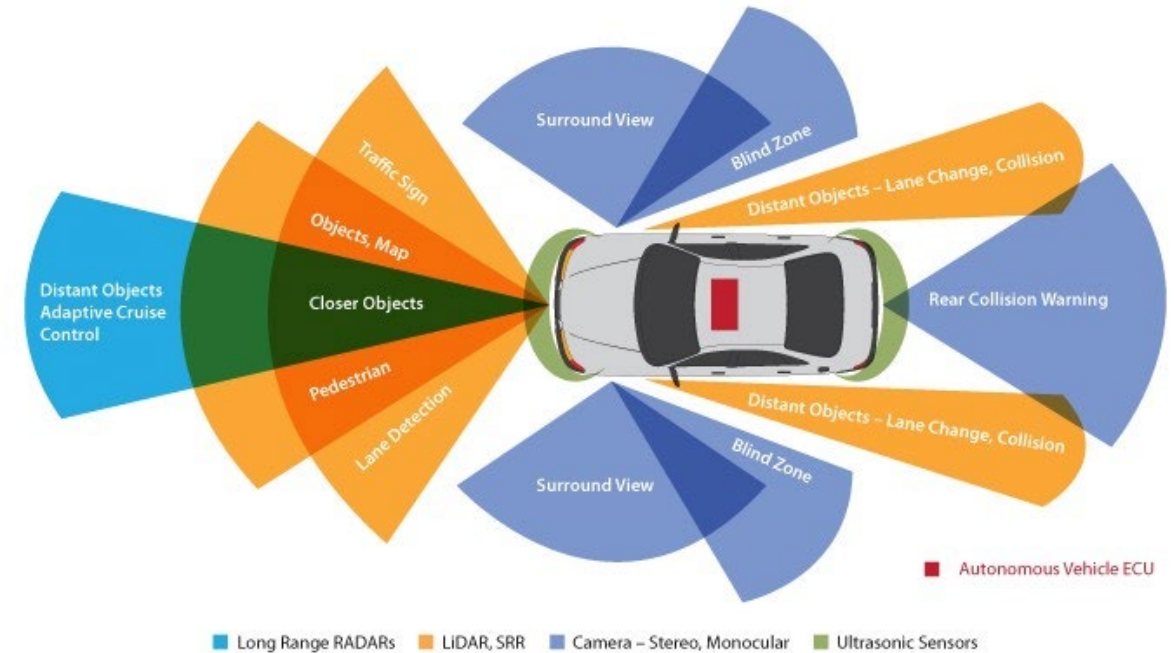 Surround View
Blind Zone
Traffic Sign
Distant Objects – Lane Change, Collision
Objects, Map
Distant Objects
Adaptive Cruise
Control
Closer Objects
Rear Collision Warning
Pedestrian
Lane Detection
Distant Objects – Lane Change, Collision
Blind Zone
Surround View
Autonomous Vehicle ECU
Long Range RADARs
LiDAR, SRR
Camera – Stereo, Monocular
Ultrasonic Sensors